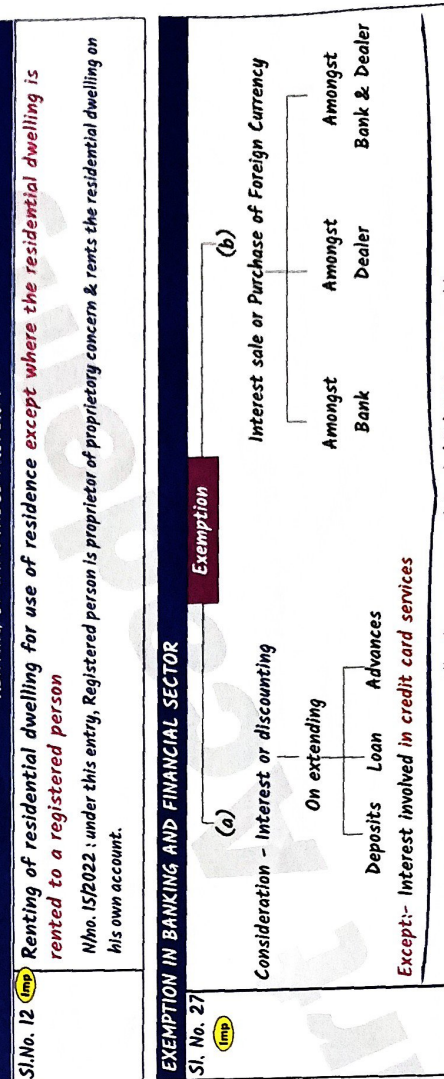 Sl.No. 12 Imp Renting of residential dwelling for use of residence except where the residential dwelling is
rented to a registered person
N/no. 15/2022 : under this entry, Registered person is proprietor of proprietory concern & rents the residential dwelling on
his own account.
EXEMPTION IN BANKING AND FINANCIAL SECTOR
Sl. No. 27
Imp
Exemption
(a)
Consideration - Interest or discounting
On extending
Deposits Loan Advances
Except:- Interest involved in credit card services
(b)
Interest sale or Purchase of Foreign Currency
Amongst Amongst Amongst
Bank Dealer Bank & Dealer